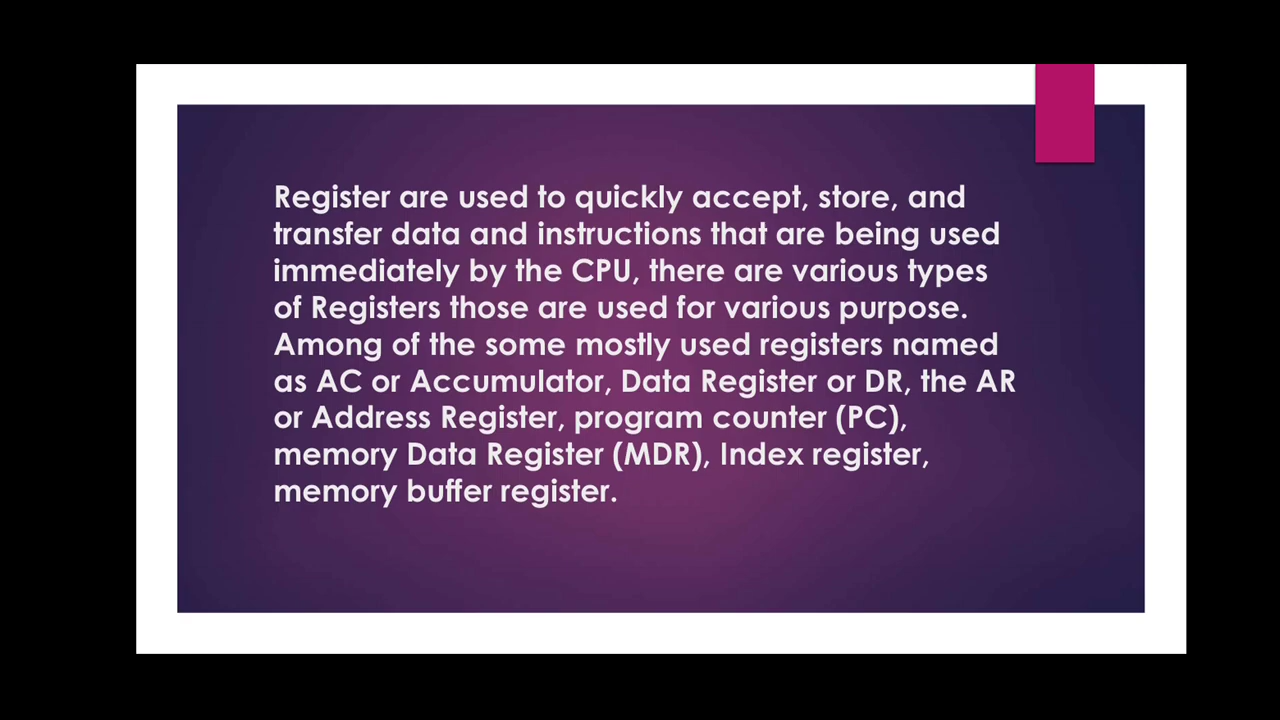 Register are used to quickly accept, store, and
transfer data and instructions that are being used
immediately by the CPU, there are various types
of Registers those are used for various purpose.
Among of the some mostly used registers named
as AC or Accumulator, Data Register or DR, the AR
or Address Register, program counter (PC),
memory Data Register (MDR), Index register,
memory buffer register.